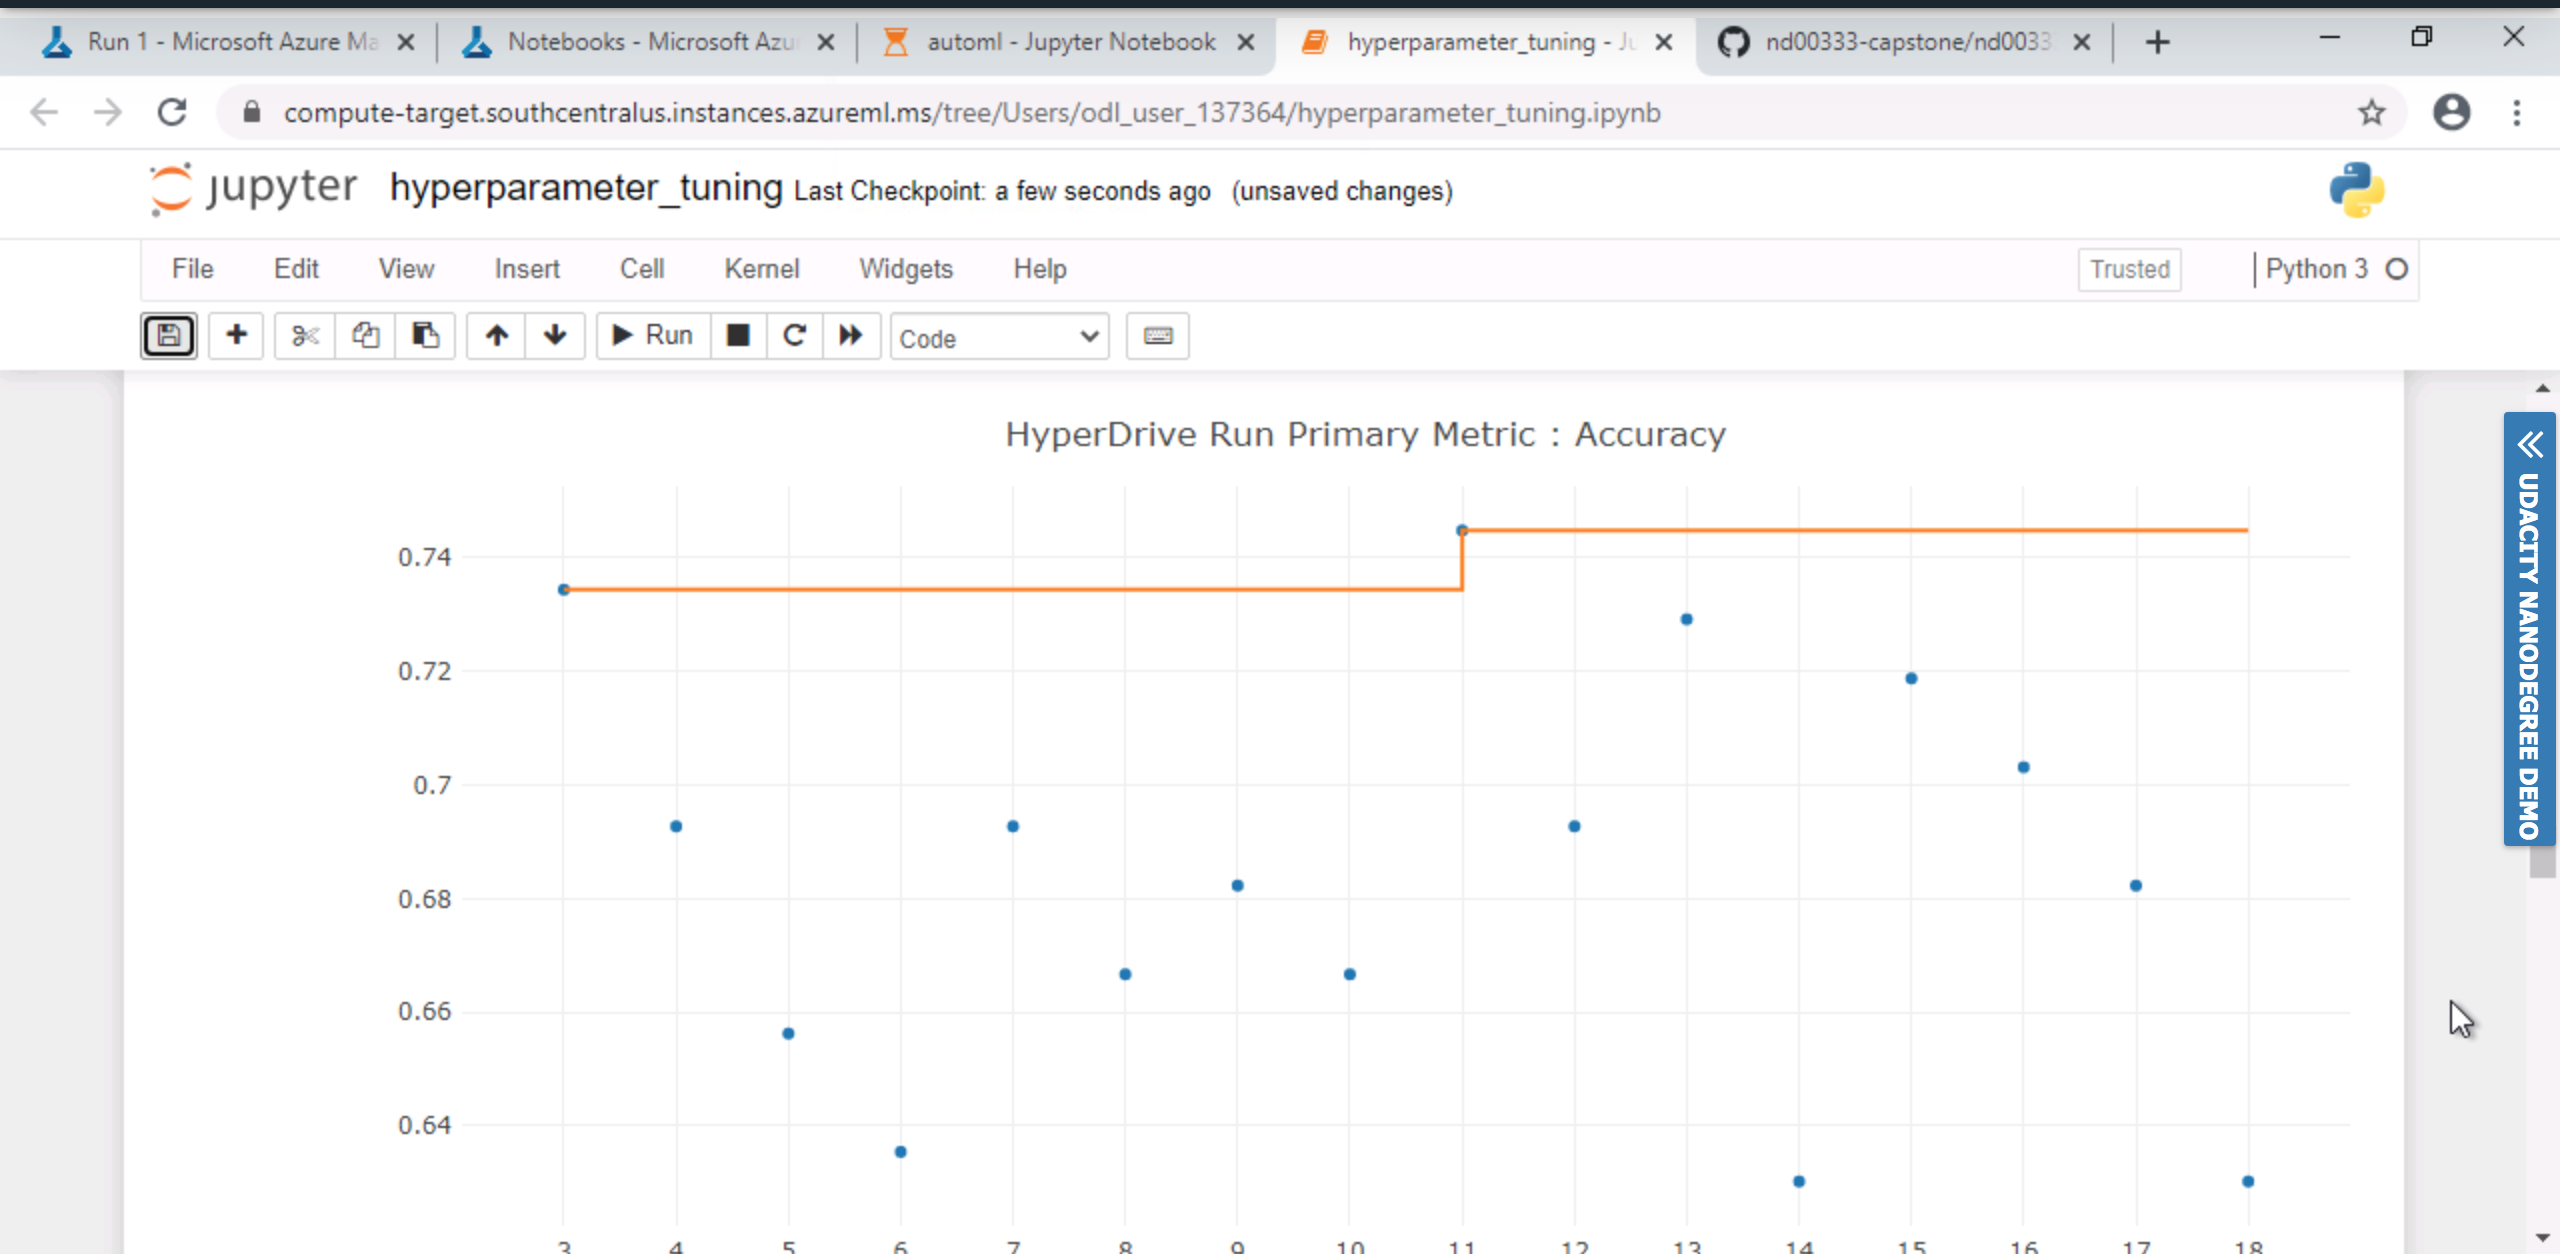 Run 1 - Microsoft Azure Ma
Notebooks - Microsoft Azu
automl - Jupyter Notebook
hyperparameter_tuning - Ju
nd00333-capstone/nd0033
compute-target.southcentralus.instances.azureml.ms/tree/Users/odl_user_137364/hyperparameter_tuning.ipynb
jupyter hyperparameter_tuning Last Checkpoint: a few seconds ago (unsaved changes)
File Edit View Insert Cell Kernel Widgets Help Trusted Python 3
Run Code
HyperDrive Run Primary Metric : Accuracy
0.74
0.72
0.7
0.68
0.66
0.64
3 4 5 6 7 8 9 10 11 12 13 14 15 16 17 18
UDACITY NANODEGREE DEMO